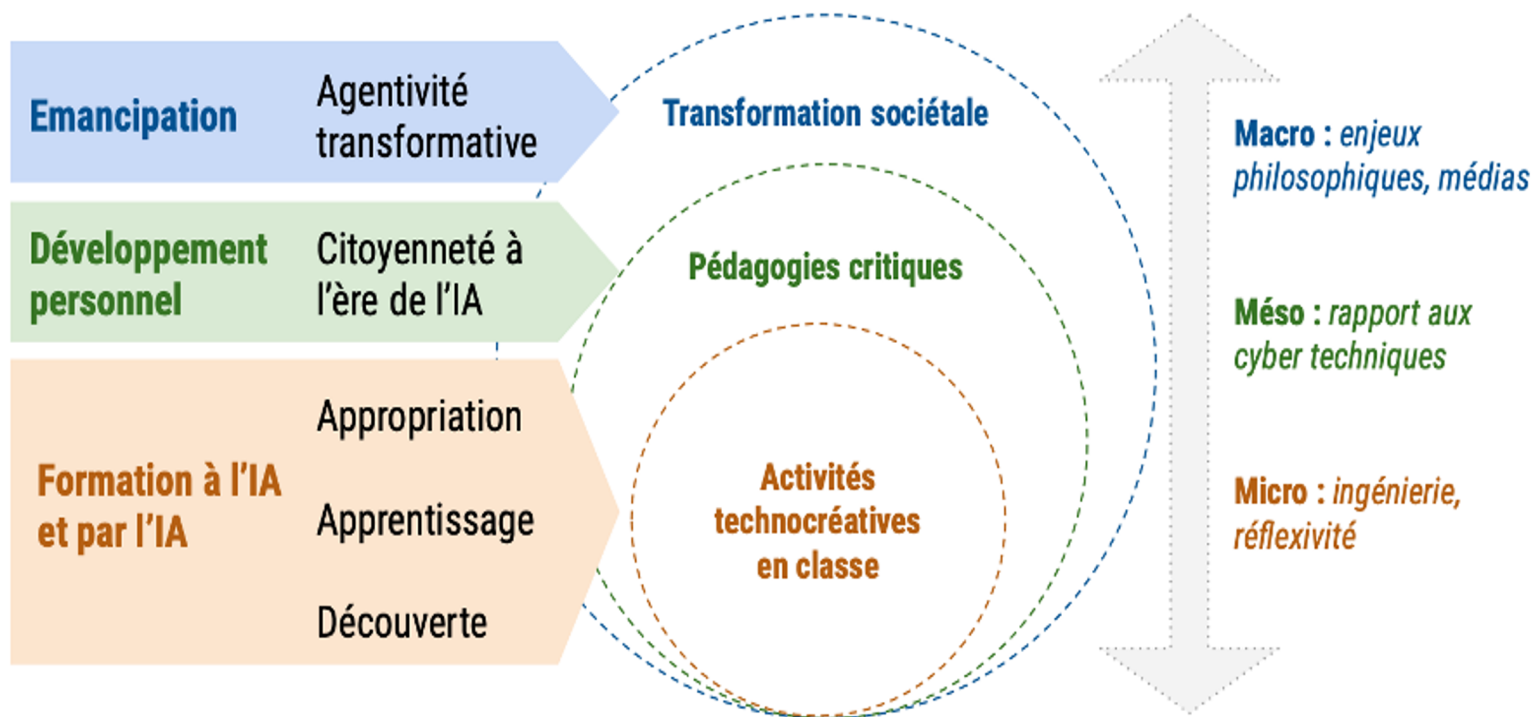 Emancipation
Agentivité
transformative
Transformation sociétale
Macro : enjeux
philosophiques, médias
Développement
personnel
Citoyenneté à
l’ère de l’IA
Pédagogies critiques
Méso : rapport aux
cyber techniques
Formation à l’IA
et par l’IA
Appropriation
Apprentissage
Découverte
Activités
technocréatives
en classe
Micro : ingénierie,
réflexivité